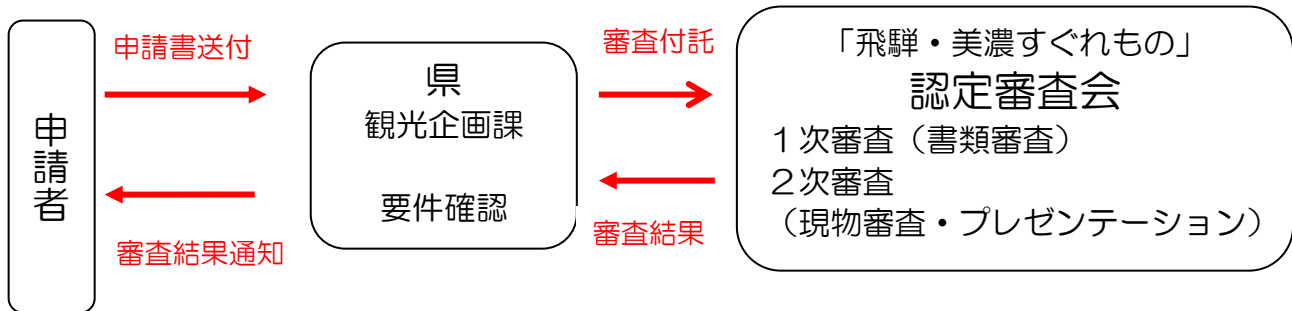 申請者
申請書送付
審査結果通知
県
観光企画課
要件確認
審査付託
審査結果
「飛騨・美濃すぐれもの」
認定審査会
１次審査（書類審査）
２次審査
（現物審査・プレゼンテーション）